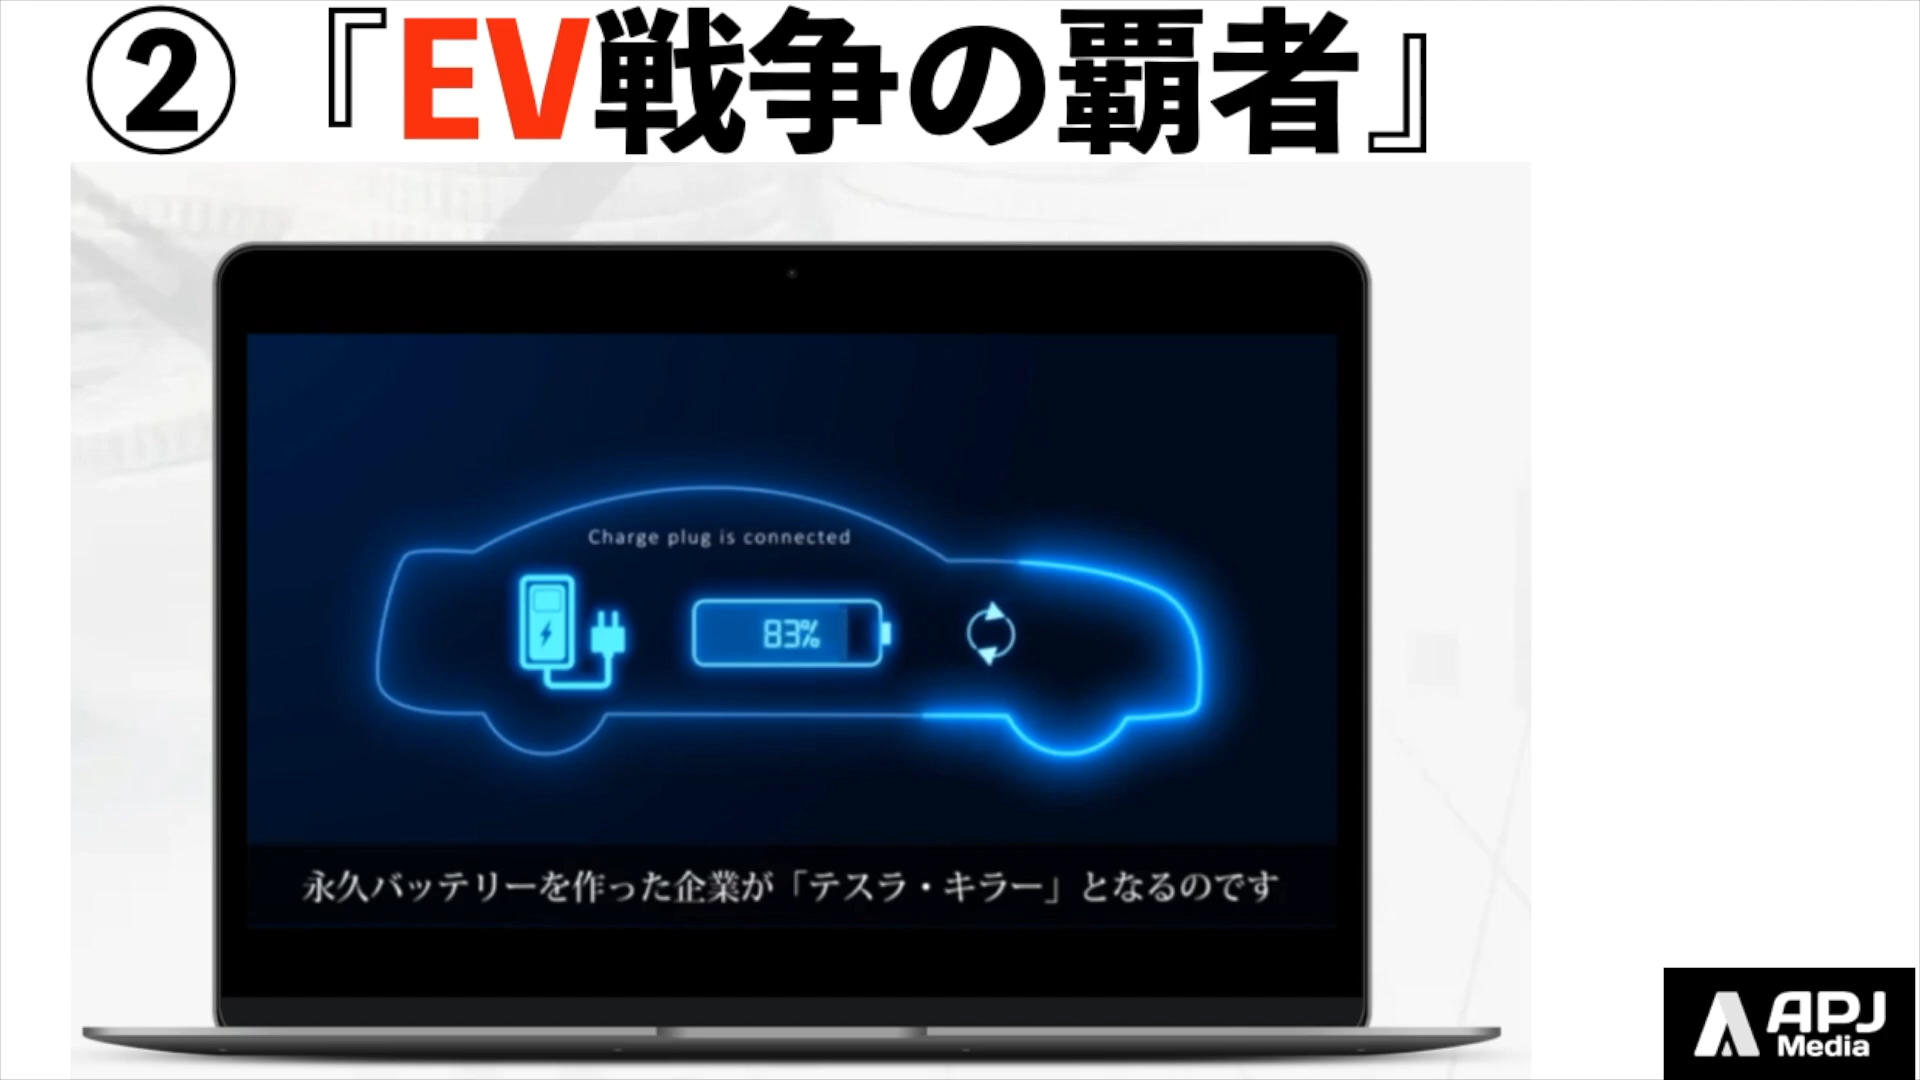 ② 『EV戦争の覇者』
Charge plug is connected
83%
永久バッテリーを作った企業が「テスラ・キラー」となるのです
APJ
Media